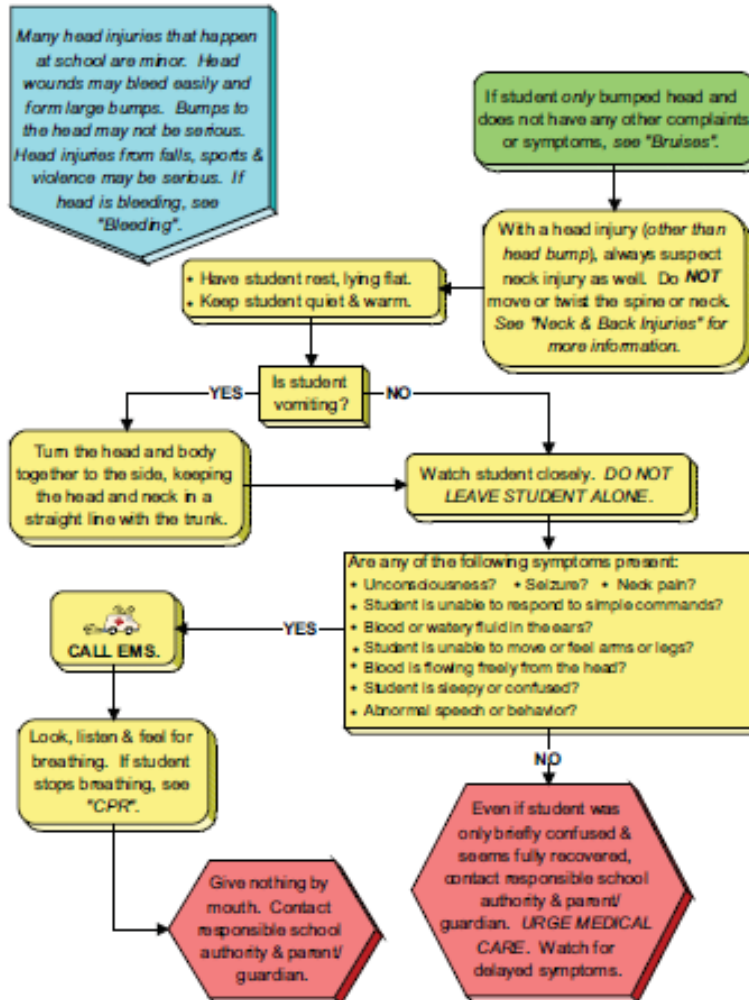 Many head injuries that happen
at school are minor. Head
wounds may bleed easily and
form large bumps. Bumps to
the head may not be serious.
Head injuries from falls, sports &
violence may be serious. If
head is bleeding, see
"Bleeding".
If student only bumped head and
does not have any other complaints
or symptoms, see "Bruises".
With a head injury (other than
head bump), always suspect
neck injury as well. Do NOT
move or twist the spine or neck.
See "Neck & Back Injuries" for
more information.
• Have student rest, lying flat.
• Keep student quiet & warm.
Is student
vomiting?
YES
NO
Turn the head and body
together to the side, keeping
the head and neck in a
straight line with the trunk.
Watch student closely. DO NOT
LEAVE STUDENT ALONE.
Are any of the following symptoms present:
• Unconsciousness? • Seizure? • Neck pain?
• Student is unable to respond to simple commands?
• Blood or watery fluid in the ears?
• Student is unable to move or feel arms or legs?
• Blood is flowing freely from the head?
• Student is sleepy or confused?
• Abnormal speech or behavior?
YES
CALL EMS.
Look, listen & feel for
breathing. If student
stops breathing, see
"CPR".
NO
Give nothing by
mouth. Contact
responsible school
authority & parent/
guardian.
Even if student was
only briefly confused &
seems fully recovered,
contact responsible school
authority & parent/
guardian. URGE MEDICAL
CARE. Watch for
delayed symptoms.